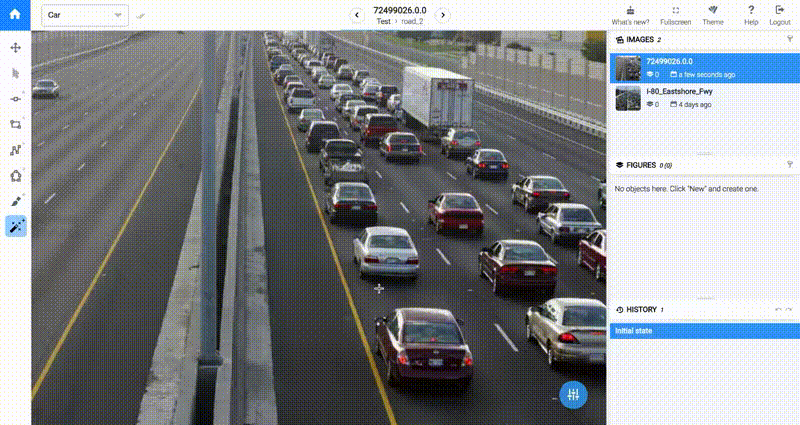 Car
72499026.0.0
Test › road_2
What's new?
Fullscreen
Theme
Help
Logout
IMAGES 2
72499026.0.0
0 a few seconds ago
I-80_Eastshore_Fwy
0 4 days ago
FIGURES 0 (0)
No objects here. Click "New" and create one.
HISTORY 1
Initial state